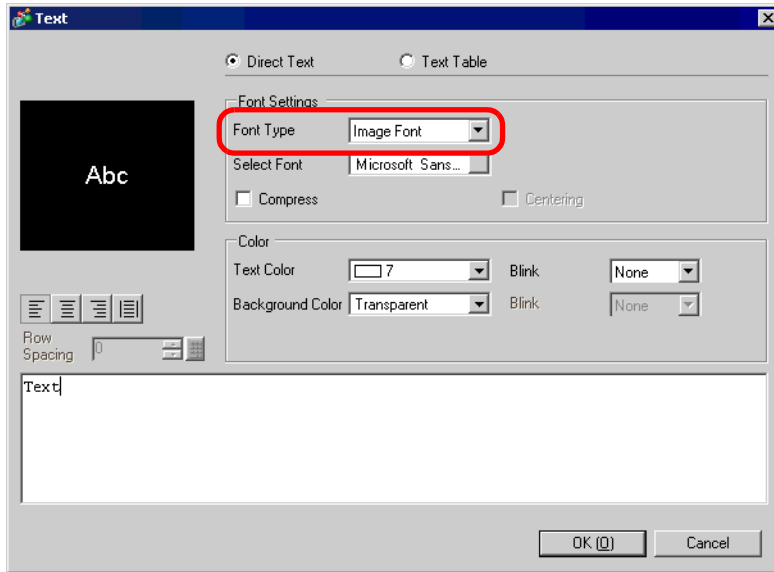 Text
Direct Text Text Table
Font Settings
Font Type Image Font
Select Font Microsoft Sans...
Abc
Compress Centering
Color
Text Color 7 Blink None
Background Color Transparent Blink None
Row
Spacing 0
Text
OK (O) Cancel